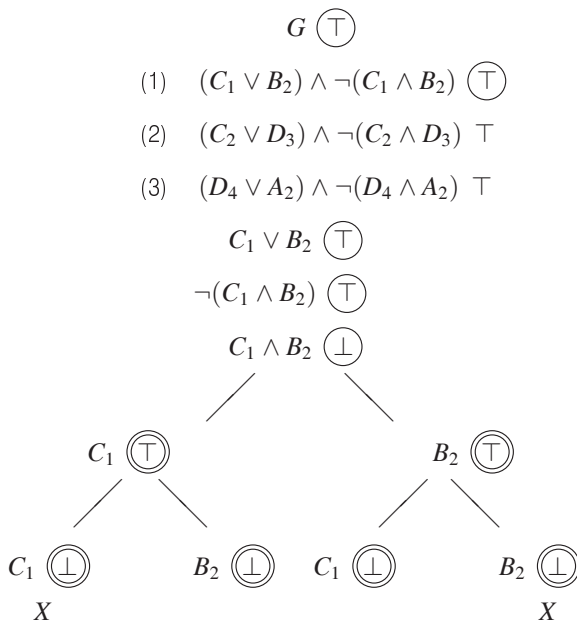 G ⊤
(1) (C₁ ∨ B₂) ∧ ¬(C₁ ∧ B₂) ⊤
(2) (C₂ ∨ D₃) ∧ ¬(C₂ ∧ D₃) ⊤
(3) (D₄ ∨ A₂) ∧ ¬(D₄ ∧ A₂) ⊤
C₁ ∨ B₂ ⊤
¬(C₁ ∧ B₂) ⊤
C₁ ∧ B₂ ⊥
C₁ ⊤ B₂ ⊤
C₁ ⊥ B₂ ⊥ C₁ ⊥ B₂ ⊥
X X